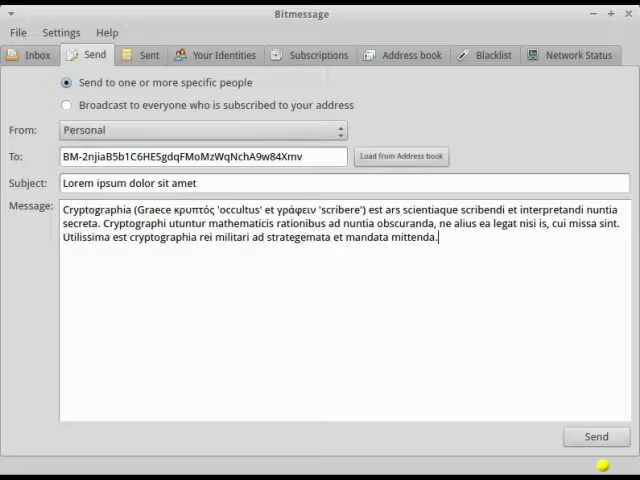 Bitmessage
File Settings Help
Inbox Send Sent Your Identities Subscriptions Address book Blacklist Network Status
Send to one or more specific people
Broadcast to everyone who is subscribed to your address
From: Personal
To: BM-2njiaB5b1C6HESgdqFMoMzWqNchA9w84Xmv Load from Address book
Subject: Lorem ipsum dolor sit amet
Message: Cryptographia (Graece κρυπτός 'occultus' et γράφειν 'scribere') est ars scientiaque scribendi et interpretandi nuntia
secreta. Cryptographi utuntur mathematicis rationibus ad nuntia obscuranda, ne alius ea legat nisi is, cui missa sint.
Utilissima est cryptographia rei militari ad strategemata et mandata mittenda.
Send